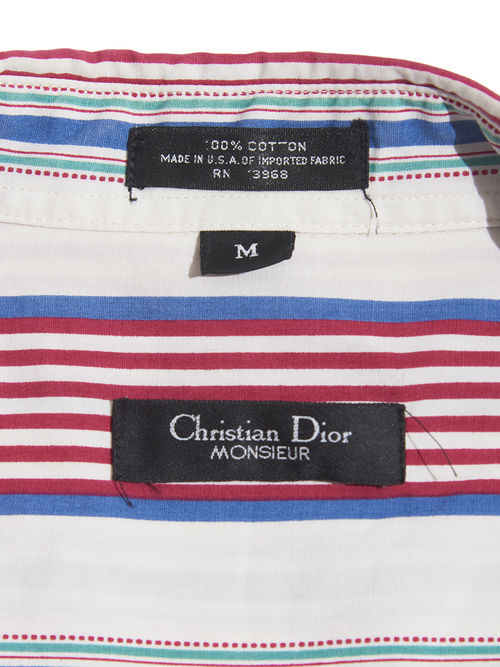 100% COTTON
MADE IN U.S.A. OF IMPORTED FABRIC
RN 13968
M
Christian Dior
MONSIEUR